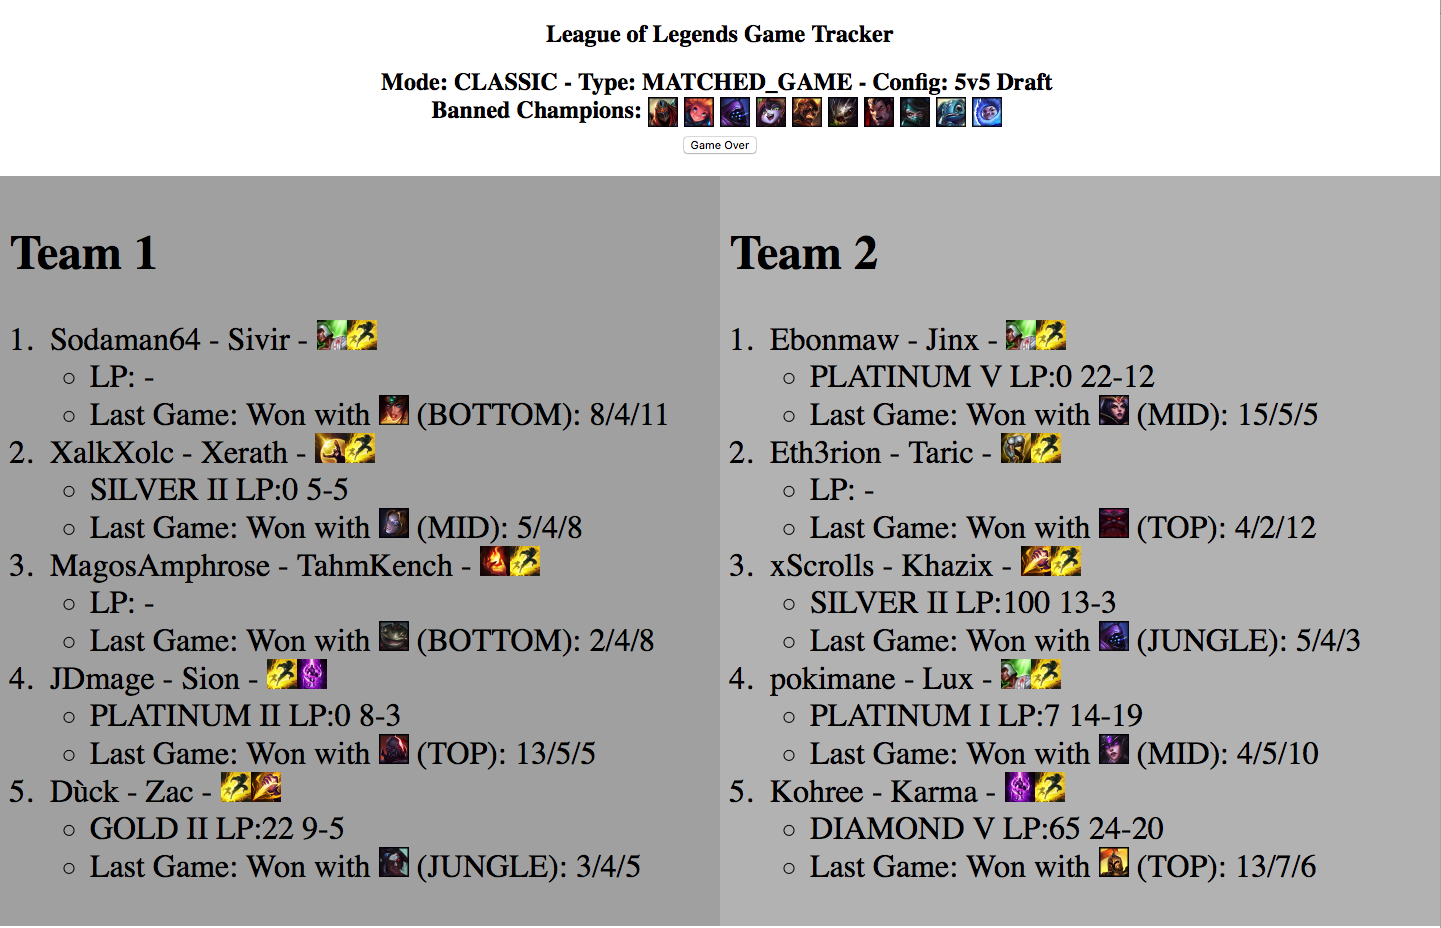 League of Legends Game Tracker
Mode: CLASSIC - Type: MATCHED_GAME - Config: 5v5 Draft
Banned Champions:
Game Over
Team 1
1. Sodaman64 - Sivir -
LP: -
Last Game: Won with (BOTTOM): 8/4/11
2. XalkXolc - Xerath -
SILVER II LP:0 5-5
Last Game: Won with (MID): 5/4/8
3. MagosAmphrose - TahmKench -
LP: -
Last Game: Won with (BOTTOM): 2/4/8
4. JDmage - Sion -
PLATINUM II LP:0 8-3
Last Game: Won with (TOP): 13/5/5
5. Dùck - Zac -
GOLD II LP:22 9-5
Last Game: Won with (JUNGLE): 3/4/5
Team 2
1. Ebonmaw - Jinx -
PLATINUM V LP:0 22-12
Last Game: Won with (MID): 15/5/5
2. Eth3rion - Taric -
LP: -
Last Game: Won with (TOP): 4/2/12
3. xScrolls - Khazix -
SILVER II LP:100 13-3
Last Game: Won with (JUNGLE): 5/4/3
4. pokimane - Lux -
PLATINUM I LP:7 14-19
Last Game: Won with (MID): 4/5/10
5. Kohree - Karma -
DIAMOND V LP:65 24-20
Last Game: Won with (TOP): 13/7/6